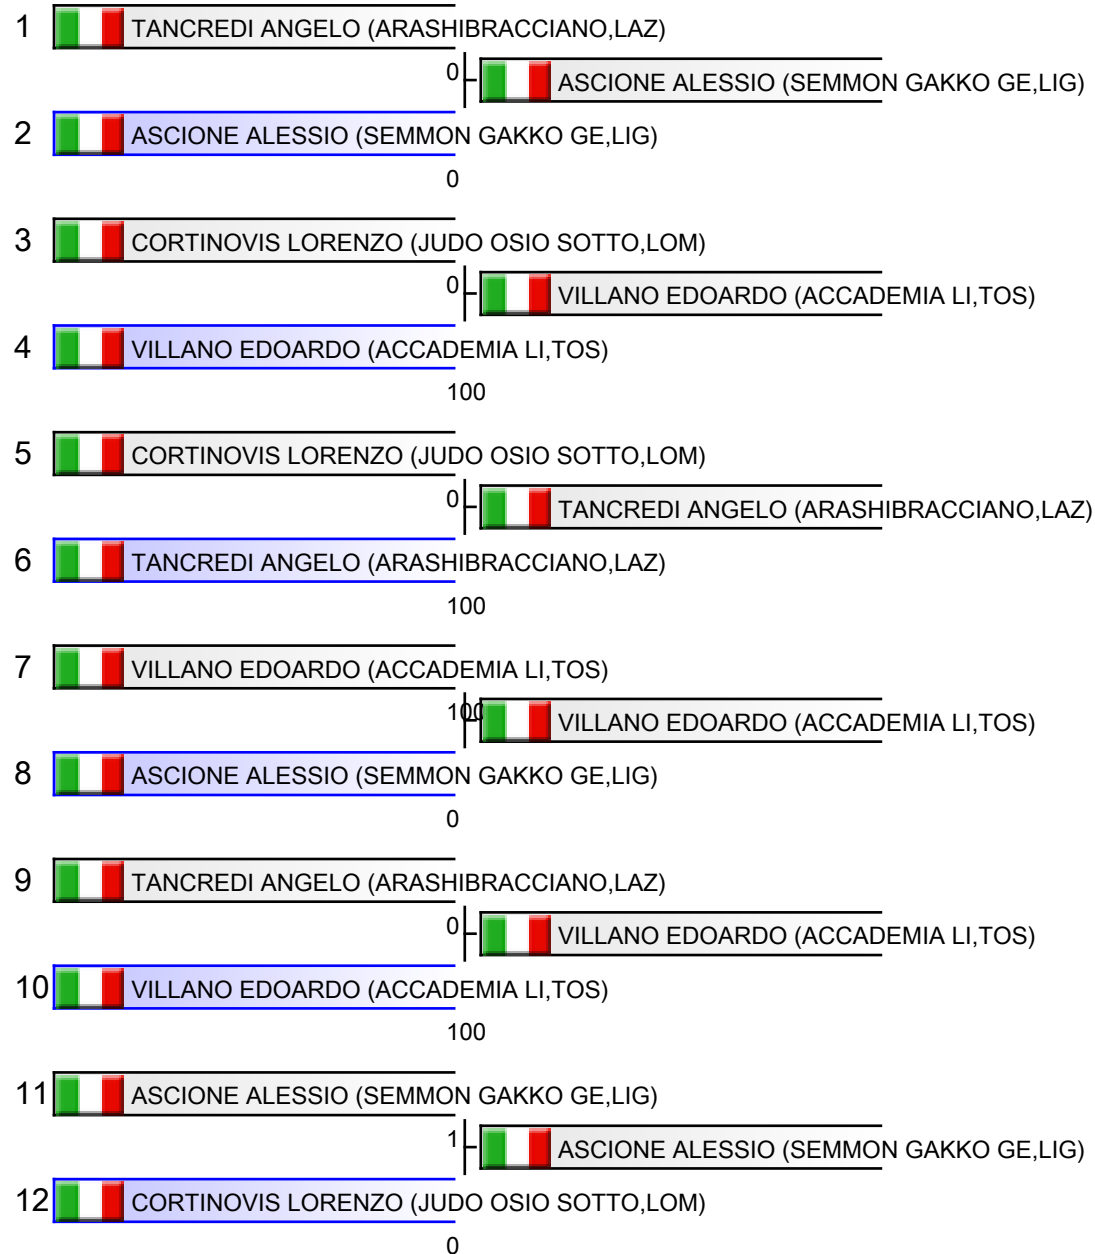 1 TANCREDI ANGELO (ARASHIBRACCIANO,LAZ)
0 ASCIONE ALESSIO (SEMMON GAKKO GE,LIG)
2 ASCIONE ALESSIO (SEMMON GAKKO GE,LIG)
0
3 CORTINOVIS LORENZO (JUDO OSIO SOTTO,LOM)
0 VILLANO EDOARDO (ACCADEMIA LI,TOS)
4 VILLANO EDOARDO (ACCADEMIA LI,TOS)
100
5 CORTINOVIS LORENZO (JUDO OSIO SOTTO,LOM)
0 TANCREDI ANGELO (ARASHIBRACCIANO,LAZ)
6 TANCREDI ANGELO (ARASHIBRACCIANO,LAZ)
100
7 VILLANO EDOARDO (ACCADEMIA LI,TOS)
100 VILLANO EDOARDO (ACCADEMIA LI,TOS)
8 ASCIONE ALESSIO (SEMMON GAKKO GE,LIG)
0
9 TANCREDI ANGELO (ARASHIBRACCIANO,LAZ)
0 VILLANO EDOARDO (ACCADEMIA LI,TOS)
10 VILLANO EDOARDO (ACCADEMIA LI,TOS)
100
11 ASCIONE ALESSIO (SEMMON GAKKO GE,LIG)
1 ASCIONE ALESSIO (SEMMON GAKKO GE,LIG)
12 CORTINOVIS LORENZO (JUDO OSIO SOTTO,LOM)
0